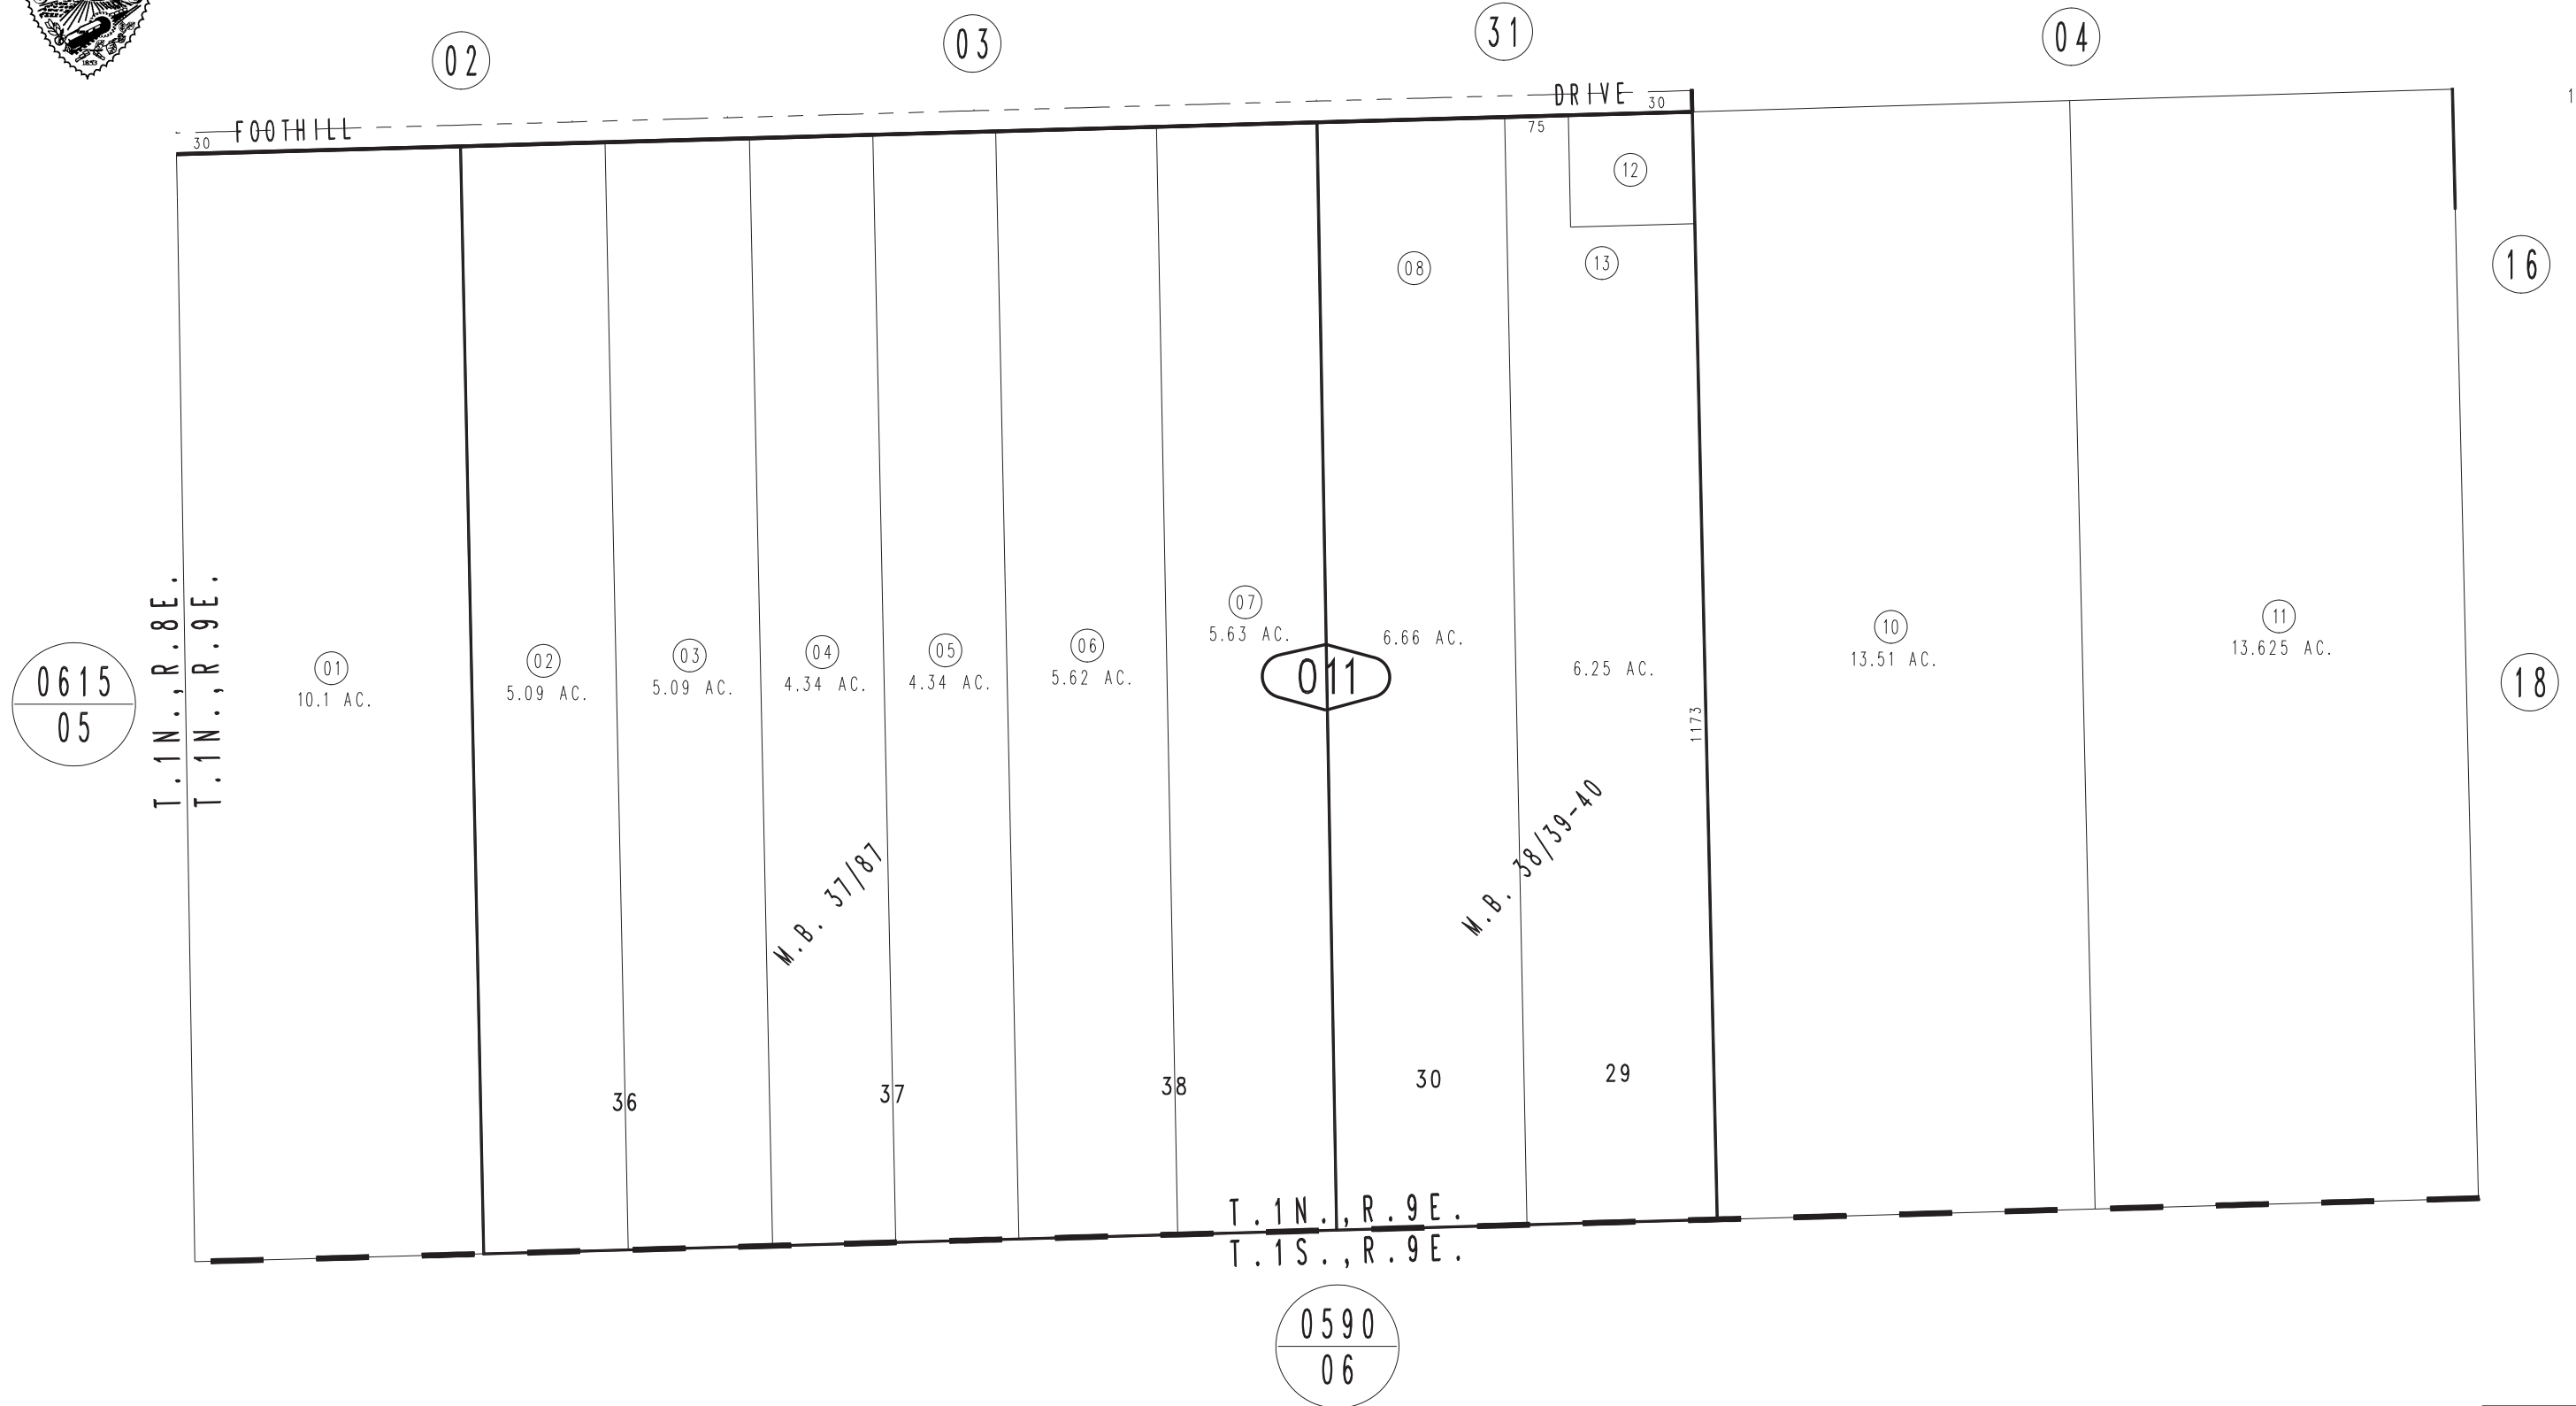 1853
02
03
31
04
FOOTHILL
DRIVE
30
30
75
1
12
13
08
16
0615
05
T.1N.,R.8E.
T.1N.,R.9E.
01
10.1 AC.
02
5.09 AC.
03
5.09 AC.
04
4.34 AC.
05
4.34 AC.
06
5.62 AC.
07
5.63 AC.
011
6.66 AC.
6.25 AC.
1173
10
13.51 AC.
11
13.625 AC.
18
M.B. 37/87
M.B. 38/39-40
36
37
38
30
29
T.1N.,R.9E.
T.1S.,R.9E.
0590
06